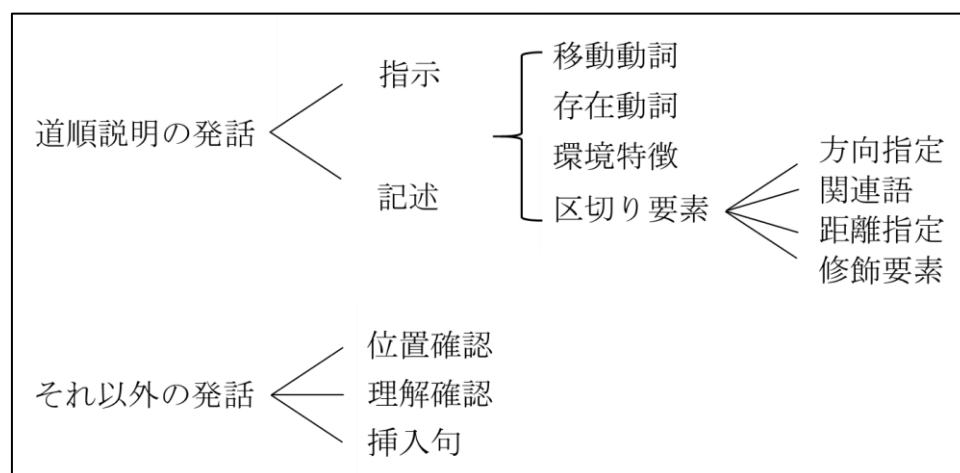 道順説明の発話
指示
記述
移動動詞
存在動詞
環境特徴
区切り要素
方向指定
関連語
距離指定
修飾要素
それ以外の発話
位置確認
理解確認
挿入句